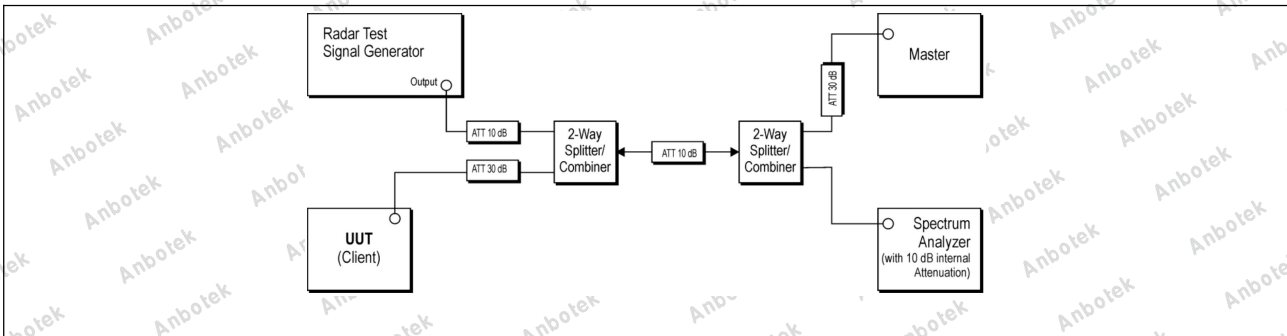 Radar Test
Signal Generator
Output
ATT 10 dB
ATT 30 dB
UUT
(Client)
2-Way
Splitter/
Combiner
ATT 10 dB
2-Way
Splitter/
Combiner
ATT 30 dB
Master
Spectrum
Analyzer
(with 10 dB internal
Attenuation)
Anbotek